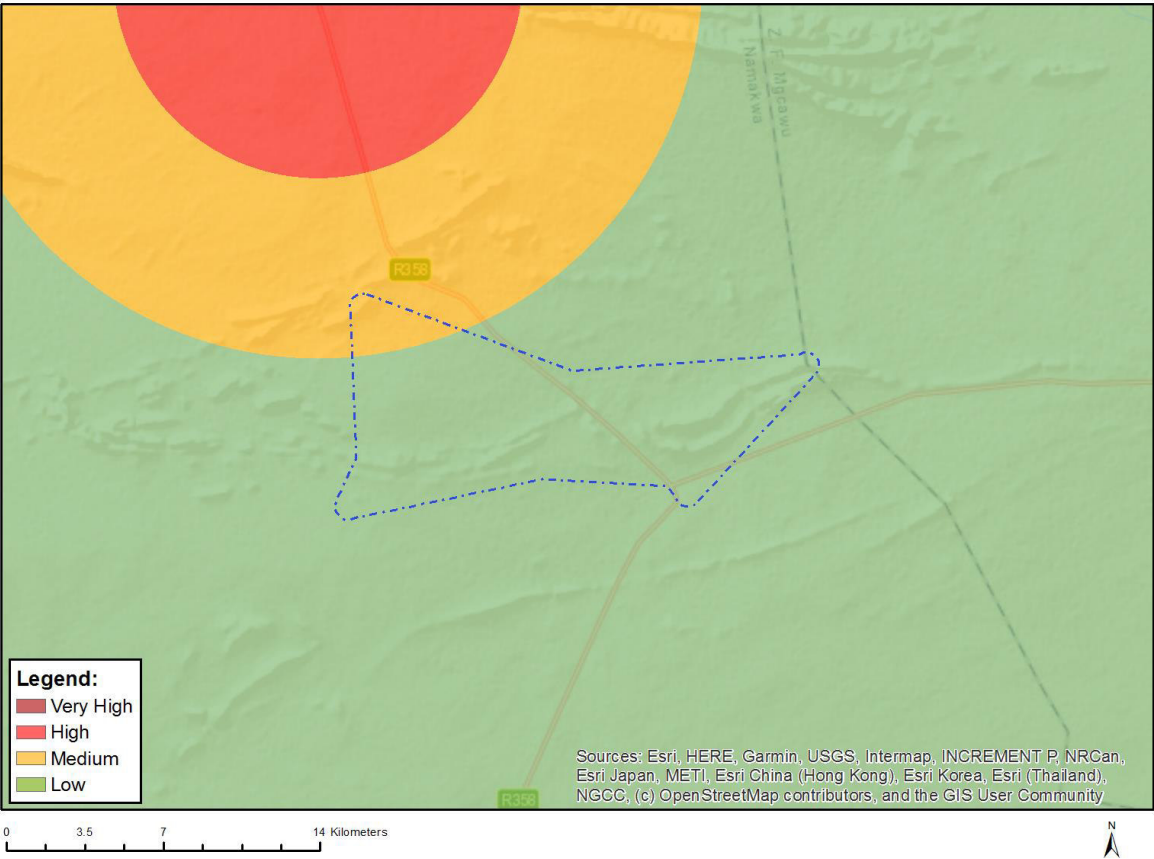 Z F Mgcawu
Namakwa
R358
Legend:
Very High
High
Medium
Low
Sources: Esri, HERE, Garmin, USGS, Intermap, INCREMENT P, NRCan,
Esri Japan, METI, Esri China (Hong Kong), Esri Korea, Esri (Thailand),
NGCC, (c) OpenStreetMap contributors, and the GIS User Community
R358
0 3.5 7 14 Kilometers
N